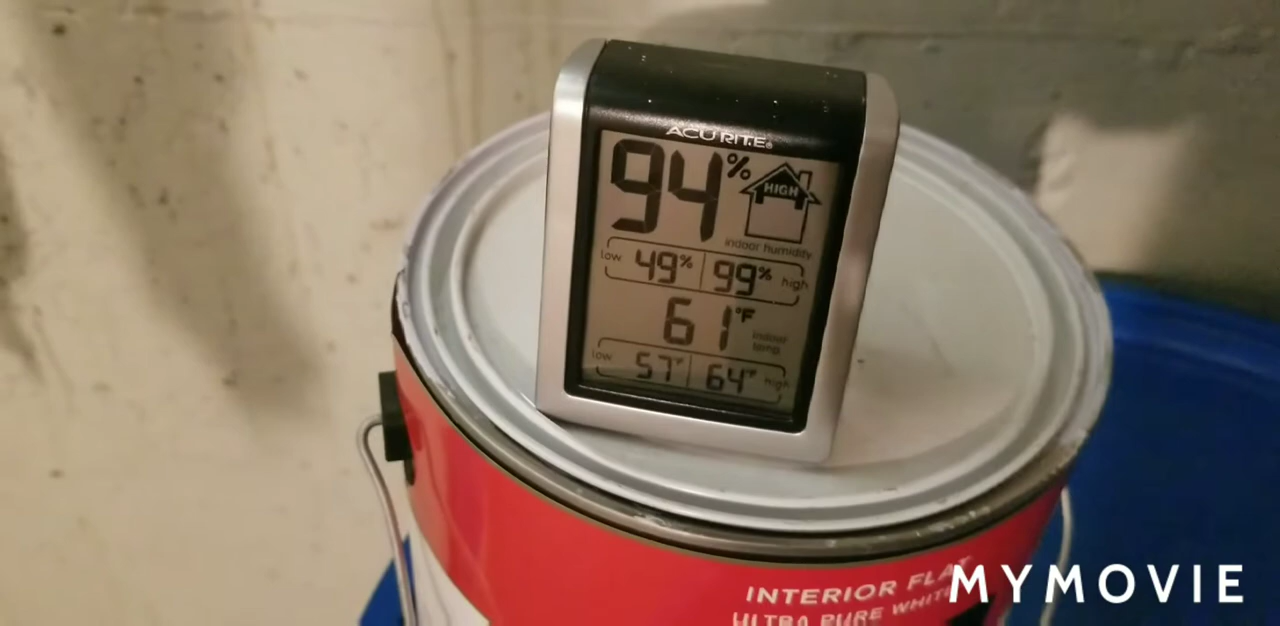 ACURITE®
94%
HIGH
indoor humidity
low 49% 99% high
61°F
indoor temp
low 57°F 64°F high
INTERIOR FLAT
ULTRA PURE WHITE
MYMOVIE